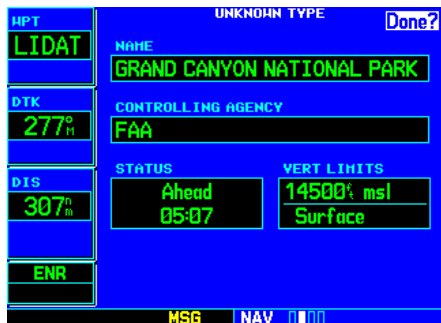 WPT
LIDAT
DTK
277°M
DIS
307nm
ENR
UNKNOWN TYPE
Done?
NAME
GRAND CANYON NATIONAL PARK
CONTROLLING AGENCY
FAA
STATUS
Ahead
05:07
VERT LIMITS
14500ft msl
Surface
MSG
NAV